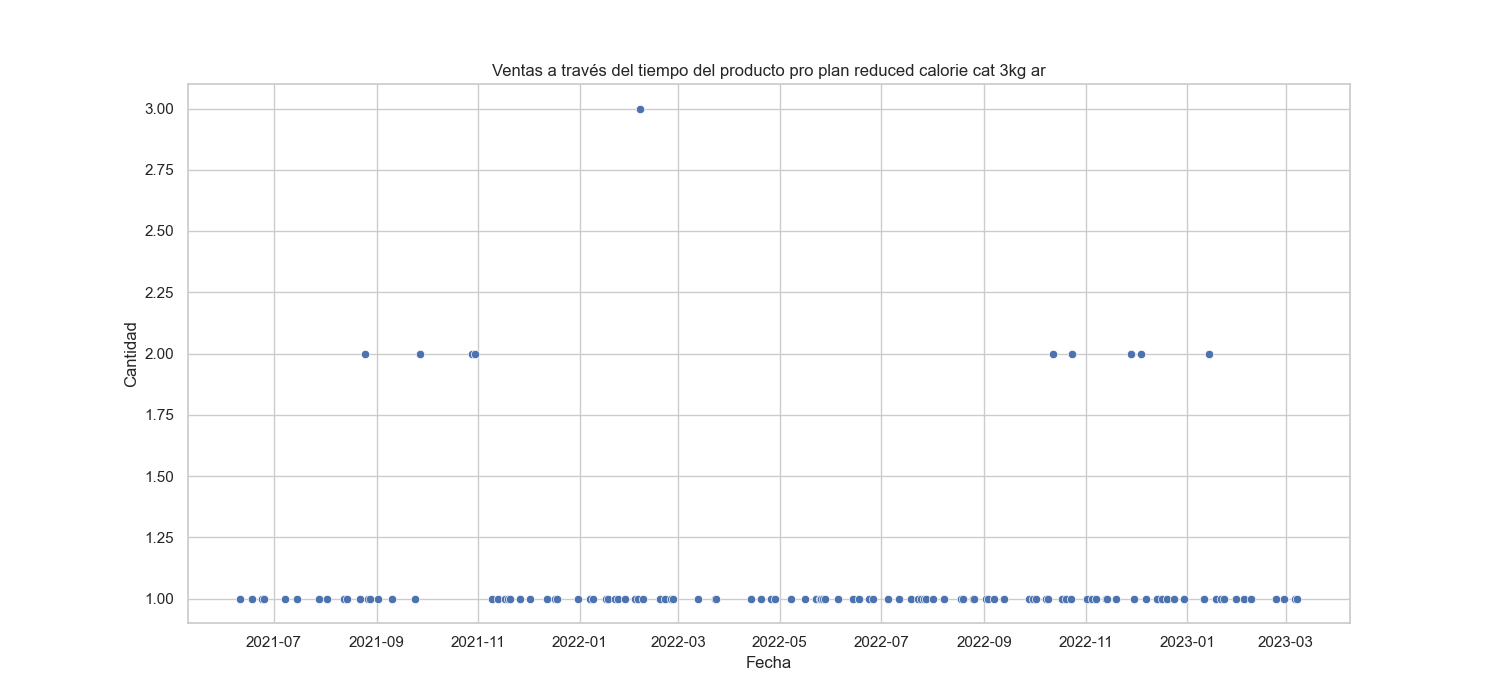 Ventas a través del tiempo del producto pro plan reduced calorie cat 3kg ar
3.00
2.75
2.50
2.25
2.00
1.75
1.50
1.25
1.00
Cantidad
2021-07 2021-09 2021-11 2022-01 2022-03 2022-05 2022-07 2022-09 2022-11 2023-01 2023-03
Fecha